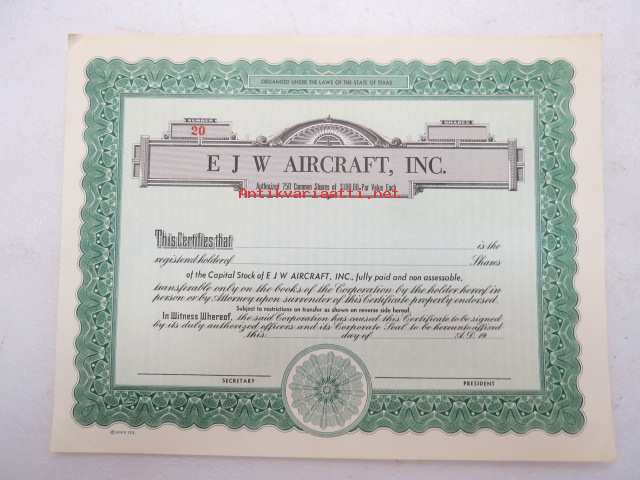 ORGANIZED UNDER THE LAWS OF THE STATE OF TEXAS
NUMBER
20
SHARES
E J W AIRCRAFT, INC.
Authorized 750 Common Shares of $100.00 Par Value Each
Antikvariaatti.net
This Certifies that is the
registered holder of Shares
of the Capital Stock of E J W AIRCRAFT, INC., fully paid and non assessable,
transferable only on the books of the Corporation by the holder hereof in
person or by Attorney upon surrender of this Certificate properly endorsed.
Subject to restrictions on transfer as shown on reverse side hereof.
In Witness Whereof, the said Corporation has caused this Certificate to be signed
by its duly authorized officers and its Corporate Seal to be hereunto affixed
this day of A.D. 19
SECRETARY
PRESIDENT